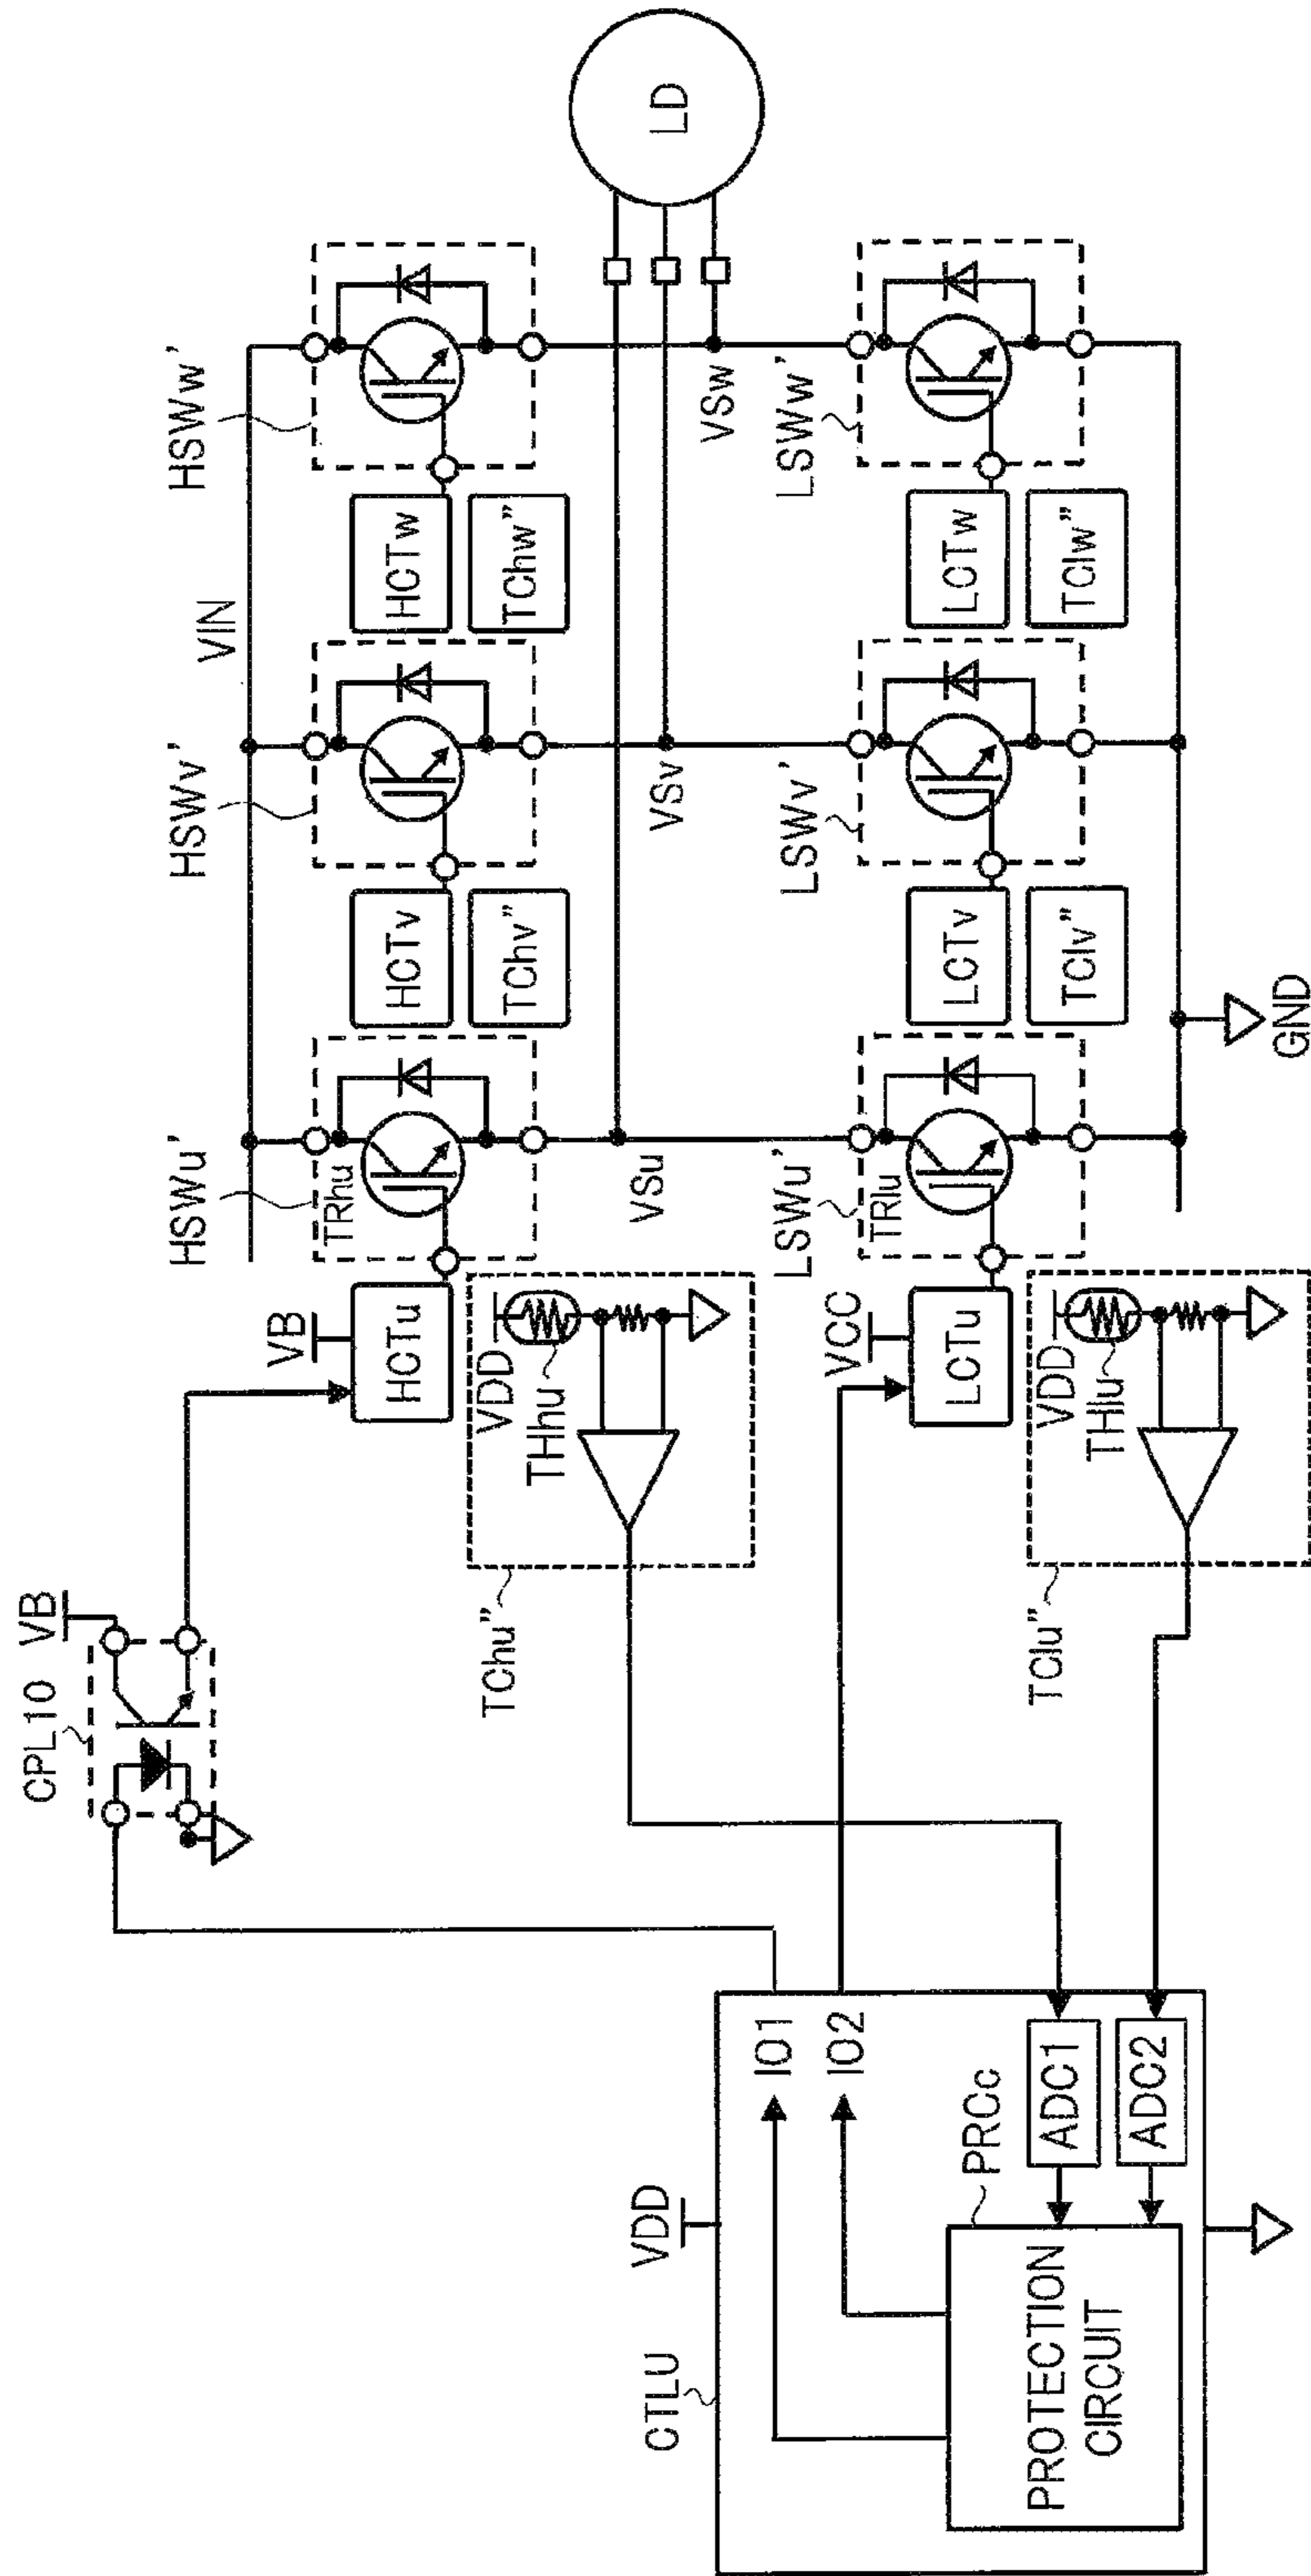 HSWu'
HSWv'
VIN
HSWw'
CPL10
VB
VB
TRhu
HCTu
HCTv
HCTw
VDD
THhu
TChu"
TChv"
TChw"
LD
VSu
VSv
VSw
LSWu'
LSWv'
LSWw'
VCC
TRlu
LCTu
LCTv
LCTw
VDD
THlu
TClu"
TClv"
TClw"
GND
CTLU
VDD
IO1
IO2
PRCc
ADC1
ADC2
PROTECTION
CIRCUIT